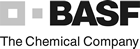 BASF
The Chemical Company